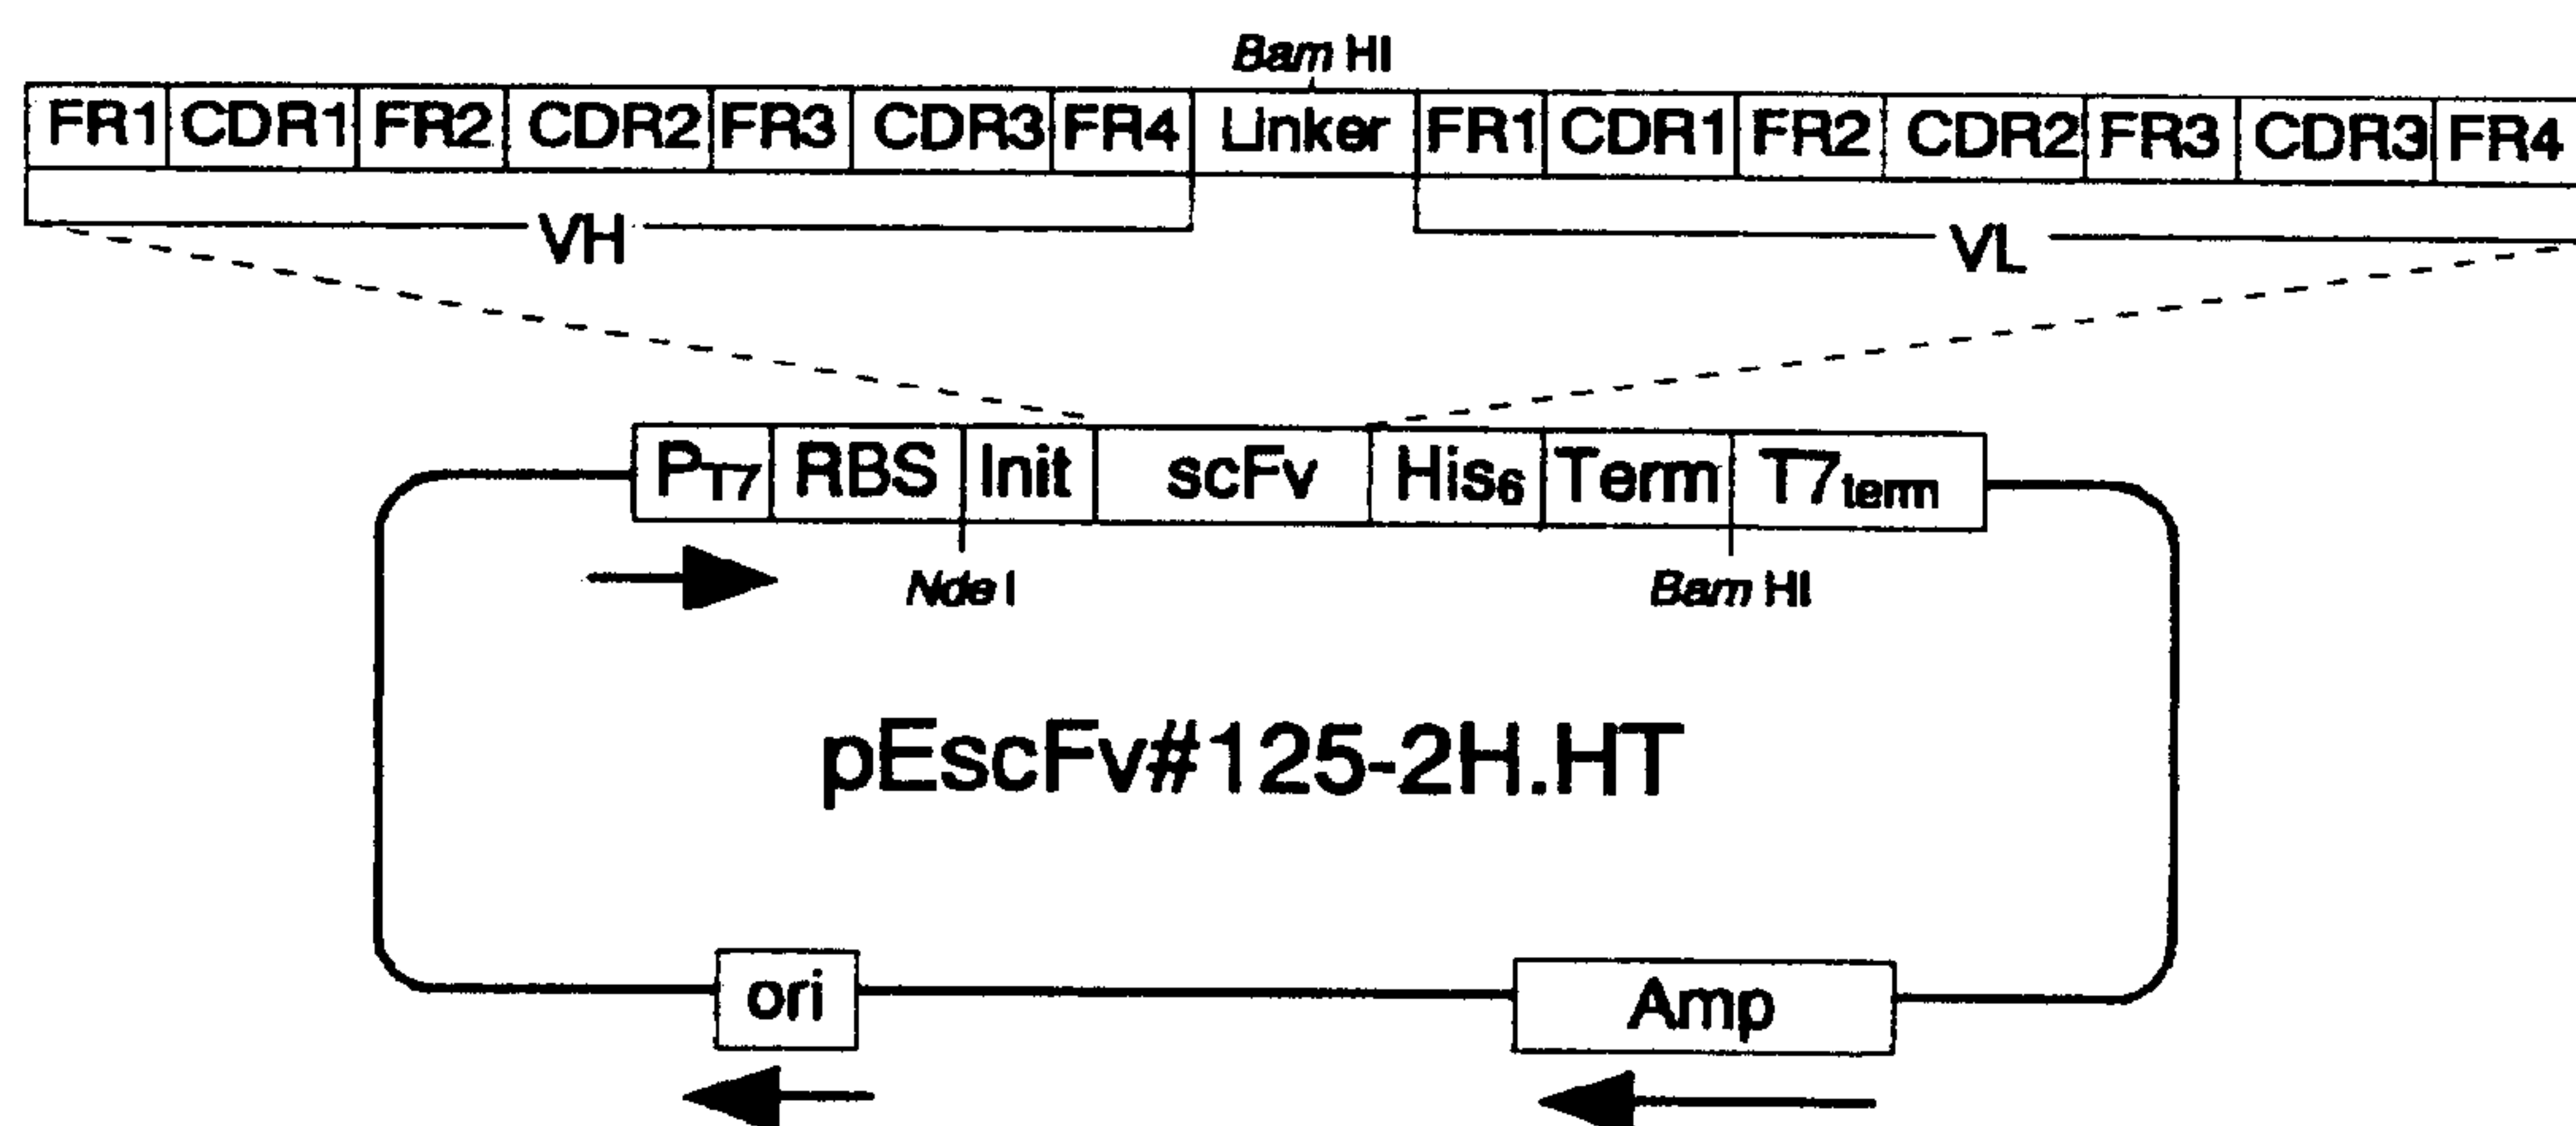 Bam HI
FR1 CDR1 FR2 CDR2 FR3 CDR3 FR4 Linker FR1 CDR1 FR2 CDR2 FR3 CDR3 FR4
VH VL
PT7 RBS Init scFv His6 Term T7term
Nde I Bam HI
pEscFv#125-2H.HT
ori Amp